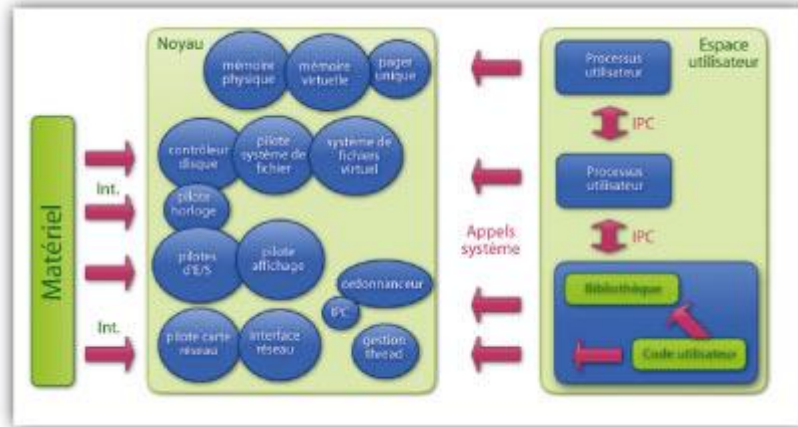 Noyau
mémoire
physique
mémoire
virtuelle
pager
unique
contrôleur
disque
pilote
système de
fichier
système
de fichiers
virtuel
pilote
horloge
pilotes
d'E/S
pilote
affichage
ordonnanceur
IPC
pilote carte
réseau
interface
réseau
gestion
thread
Matériel
Int.
Int.
Appels
système
Espace
utilisateur
Processus
utilisateur
IPC
Processus
utilisateur
IPC
Bibliothèque
Code utilisateur